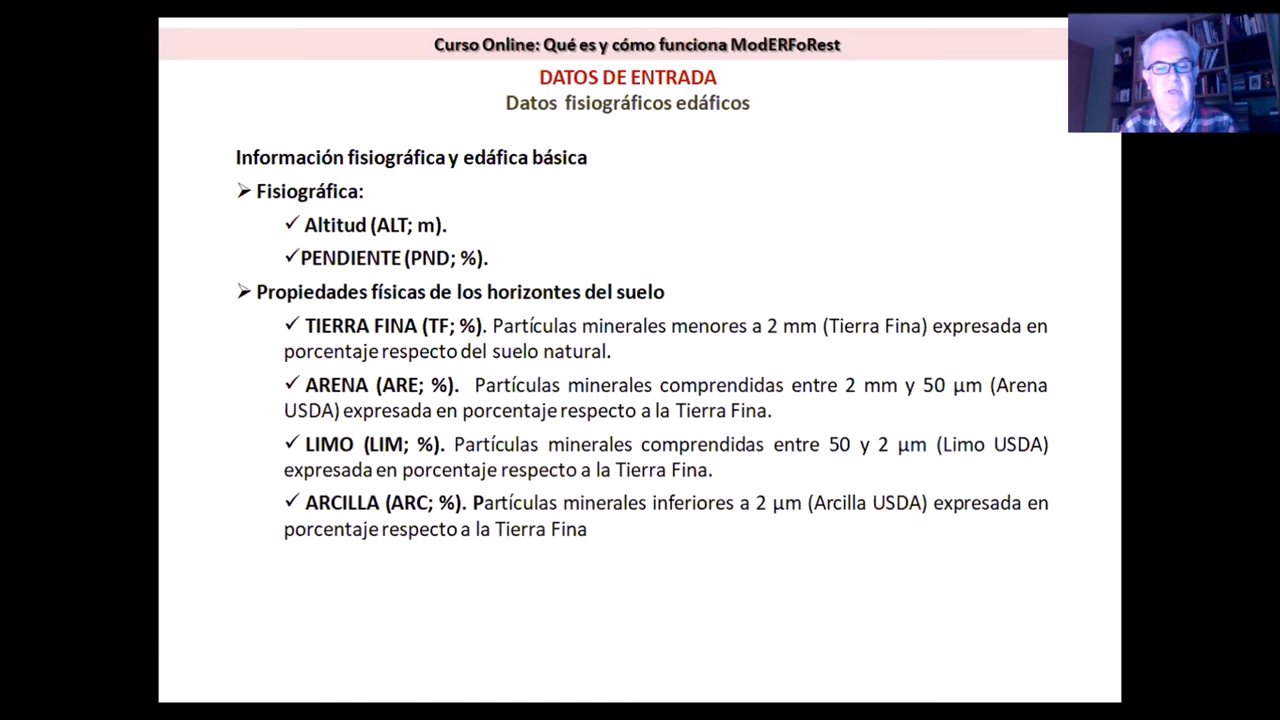 Curso Online: Qué es y cómo funciona ModERFoRest
DATOS DE ENTRADA
Datos fisiográficos edáficos
Información fisiográfica y edáfica básica
➢ Fisiográfica:
✓ Altitud (ALT; m).
✓PENDIENTE (PND; %).
➢ Propiedades físicas de los horizontes del suelo
✓ TIERRA FINA (TF; %). Partículas minerales menores a 2 mm (Tierra Fina) expresada en
porcentaje respecto del suelo natural.
✓ ARENA (ARE; %). Partículas minerales comprendidas entre 2 mm y 50 µm (Arena
USDA) expresada en porcentaje respecto a la Tierra Fina.
✓ LIMO (LIM; %). Partículas minerales comprendidas entre 50 y 2 µm (Limo USDA)
expresada en porcentaje respecto a la Tierra Fina.
✓ ARCILLA (ARC; %). Partículas minerales inferiores a 2 µm (Arcilla USDA) expresada en
porcentaje respecto a la Tierra Fina